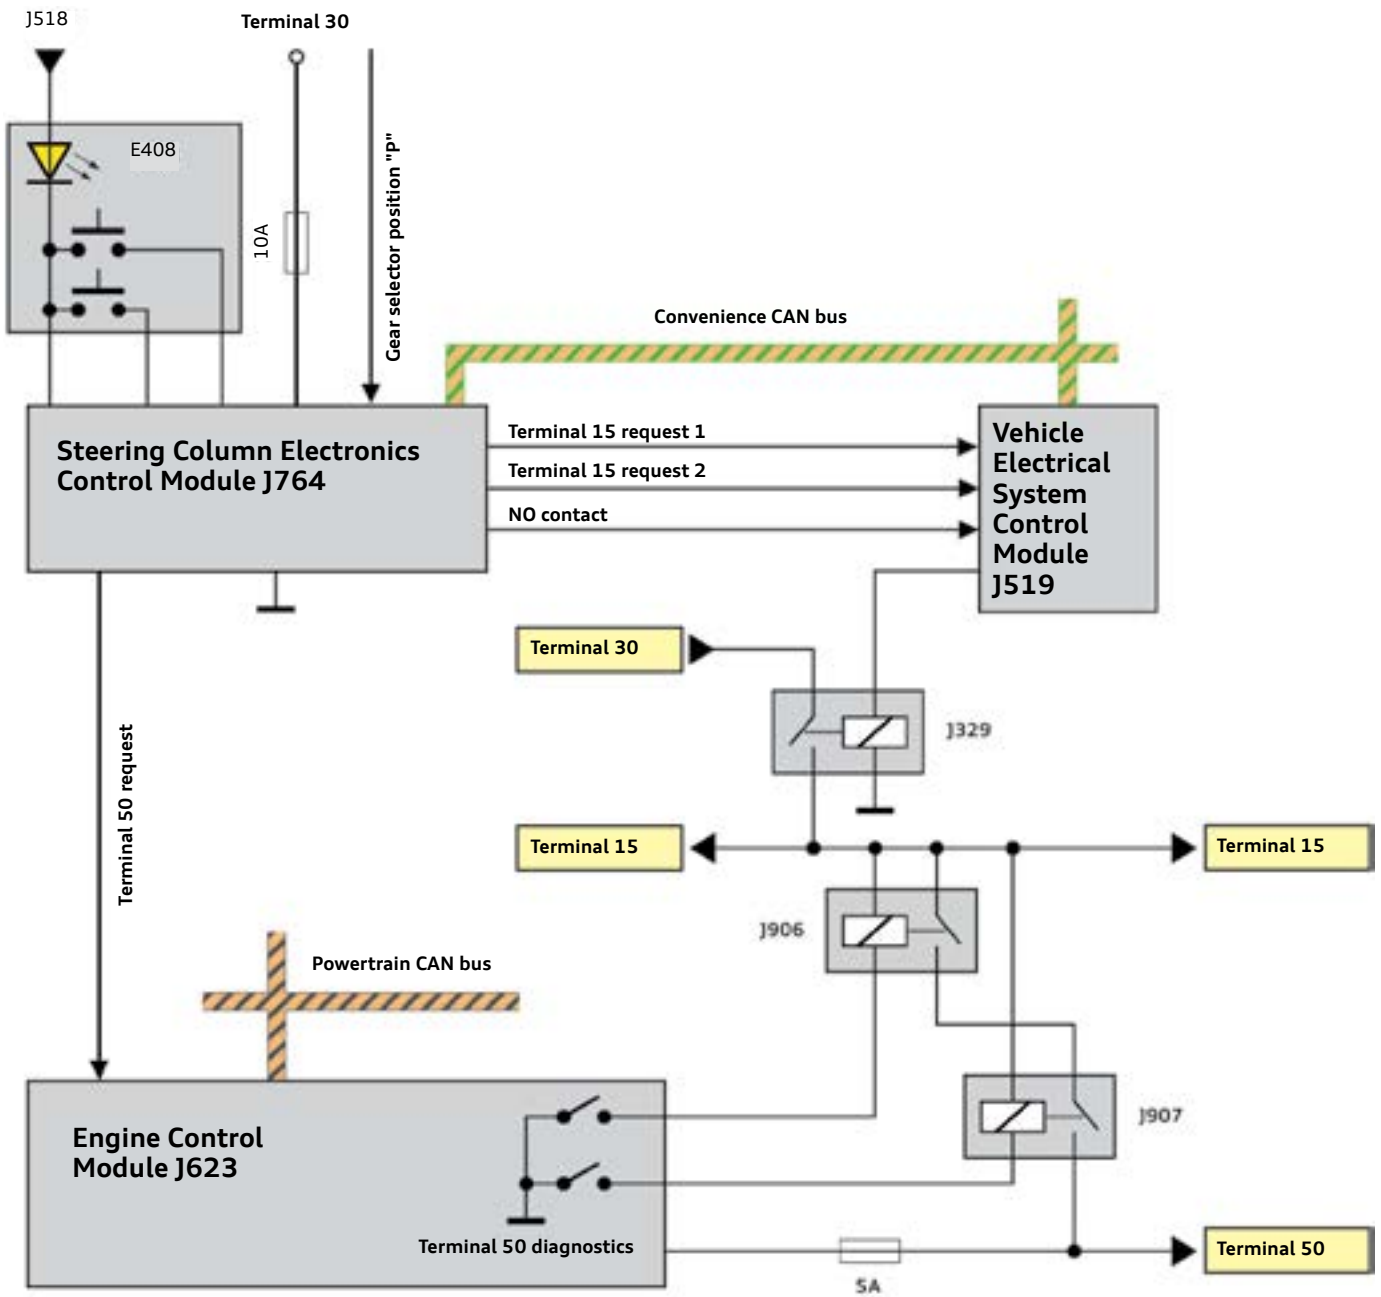 J518
Terminal 30
E408
10A
Gear selector position "P"
Convenience CAN bus
Steering Column Electronics
Control Module J764
Terminal 15 request 1
Terminal 15 request 2
NO contact
Vehicle
Electrical
System
Control
Module
J519
Terminal 30
J329
Terminal 50 request
Terminal 15
Terminal 15
J906
Powertrain CAN bus
Engine Control
Module J623
J907
Terminal 50 diagnostics
5A
Terminal 50